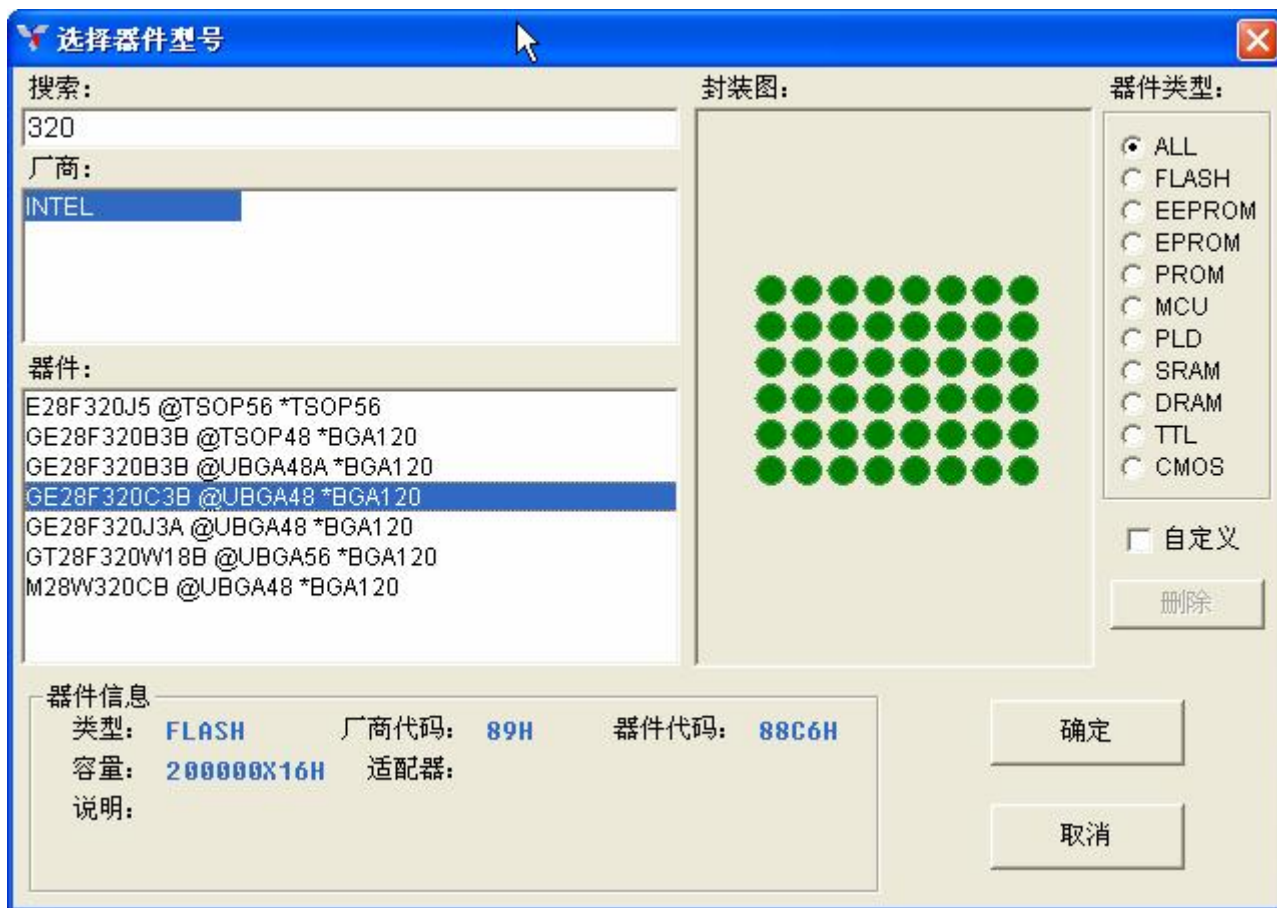 选择器件型号
搜索：
320
厂商：
INTEL
器件：
E28F320J5 @TSOP56 *TSOP56
GE28F320B3B @TSOP48 *BGA120
GE28F320B3B @UBGA48A *BGA120
GE28F320C3B @UBGA48 *BGA120
GE28F320J3A @UBGA48 *BGA120
GT28F320W18B @UBGA56 *BGA120
M28W320CB @UBGA48 *BGA120
封装图：
器件类型：
ALL
FLASH
EEPROM
EPROM
PROM
MCU
PLD
SRAM
DRAM
TTL
CMOS
自定义
删除
器件信息
类型： FLASH 厂商代码： 89H 器件代码： 88C6H
容量： 200000X16H 适配器：
说明：
确定
取消